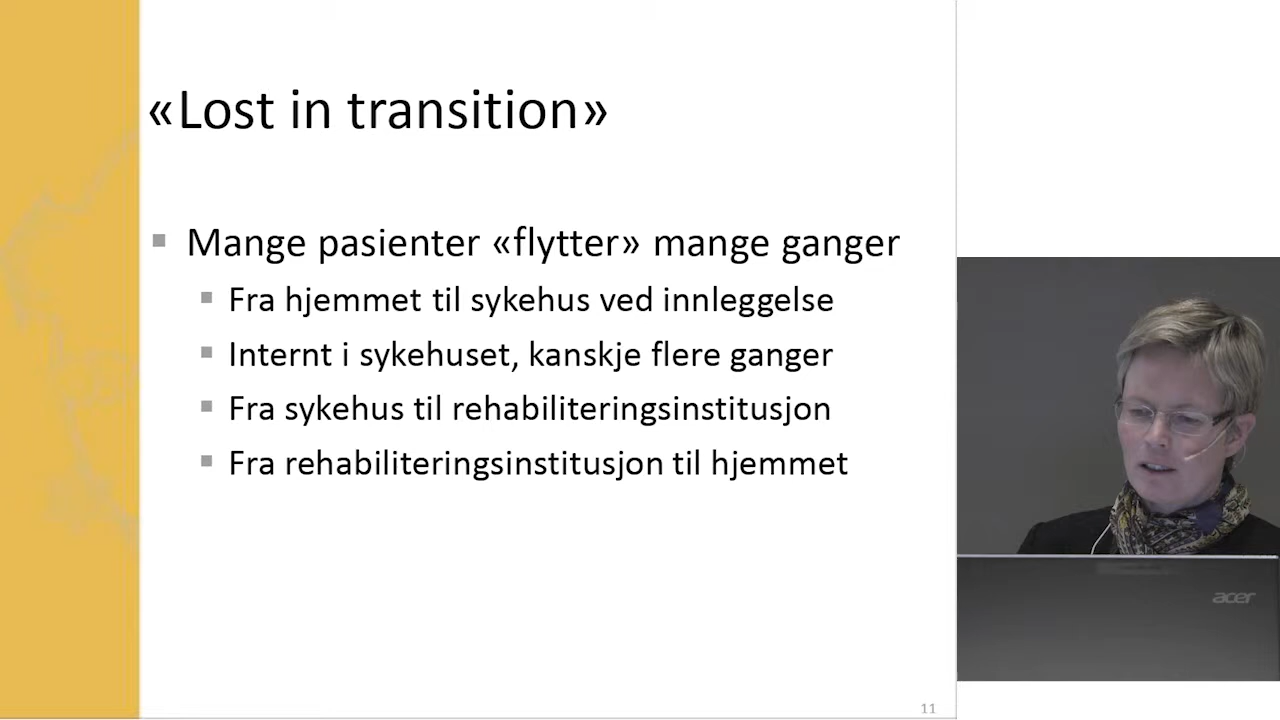 «Lost in transition»
Mange pasienter «flytter» mange ganger
Fra hjemmet til sykehus ved innleggelse
Internt i sykehuset, kanskje flere ganger
Fra sykehus til rehabiliteringsinstitusjon
Fra rehabiliteringsinstitusjon til hjemmet
11
acer